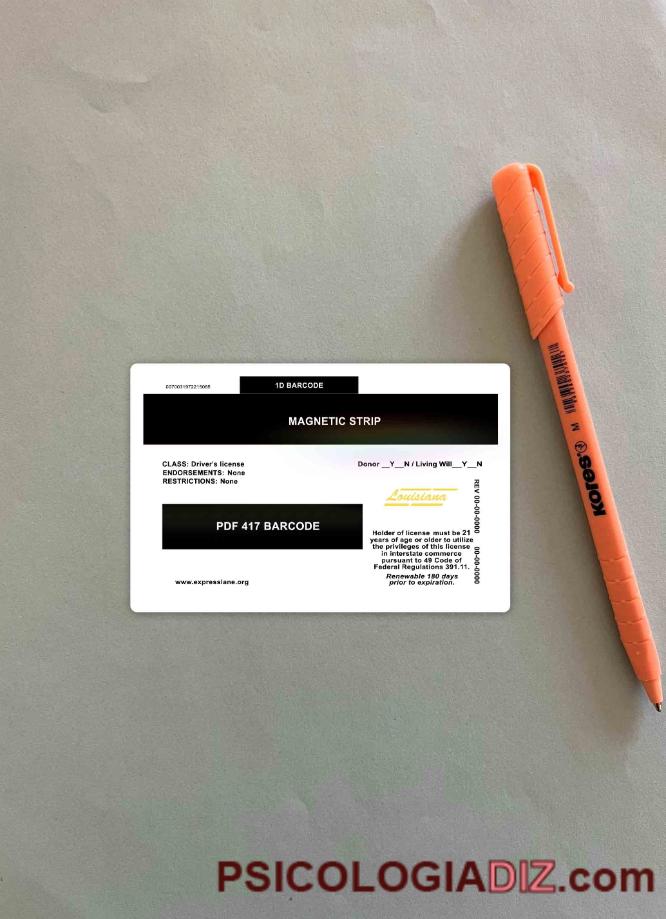 0070031972215065
1D BARCODE
MAGNETIC STRIP
CLASS: Driver's license
ENDORSEMENTS: None
RESTRICTIONS: None
Donor __Y__N / Living Will__Y__N
Louisiana
REV 00-00-0000 00-00-0000
PDF 417 BARCODE
Holder of license must be 21
years of age or older to utilize
the privileges of this license
in interstate commerce
pursuant to 49 Code of
Federal Regulations 391.11.
Renewable 180 days
prior to expiration.
www.expresslane.org
M
Kores
PSICOLOGIADIZ.com